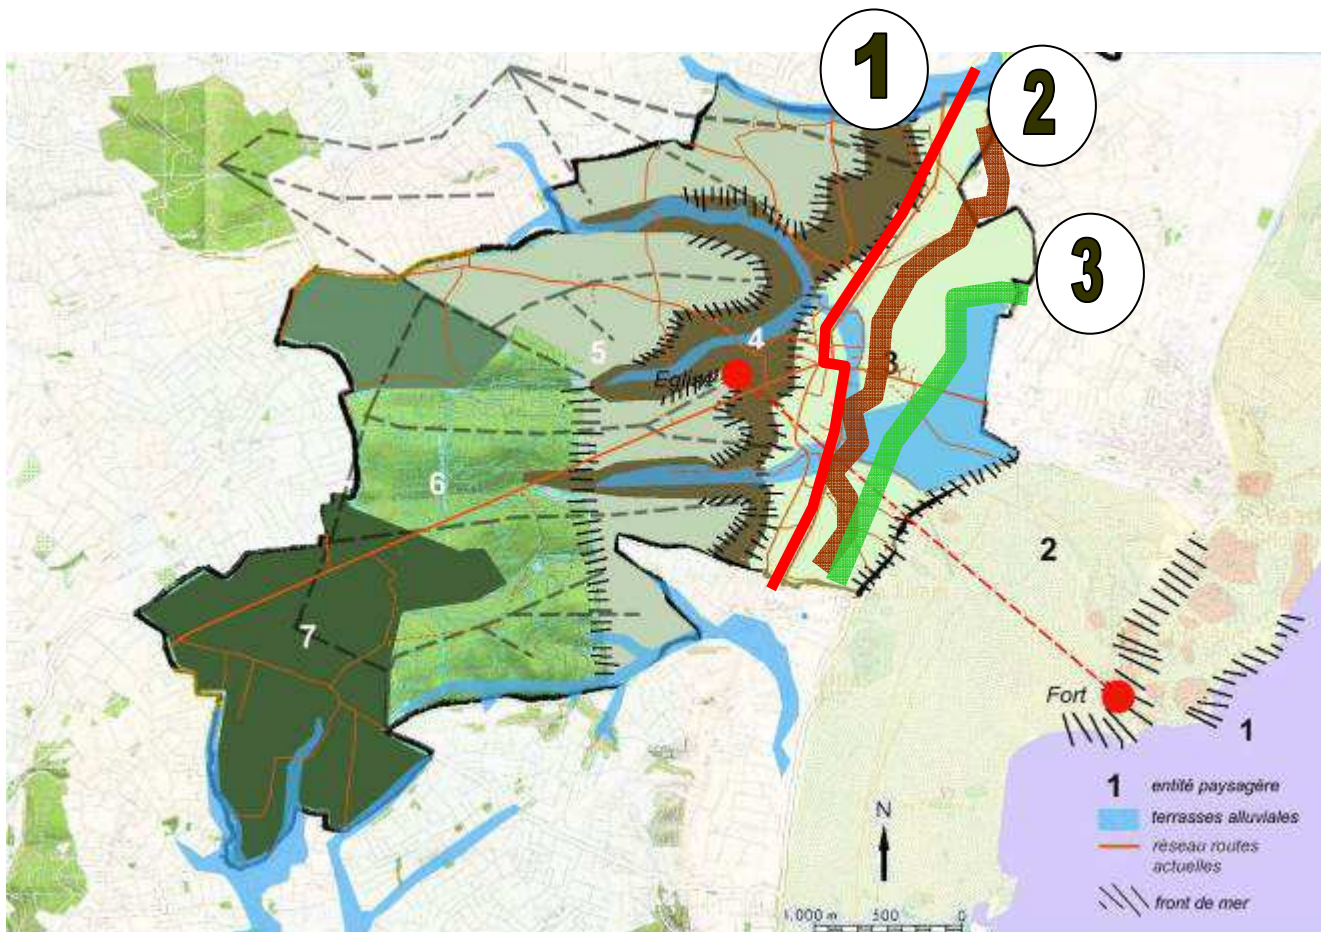 1
2
3
4
5
Eglise
3
6
2
7
Fort
1
1 entité paysagère
terrasses alluviales
réseau routes
actuelles
front de mer
N
1.000 m 500 0